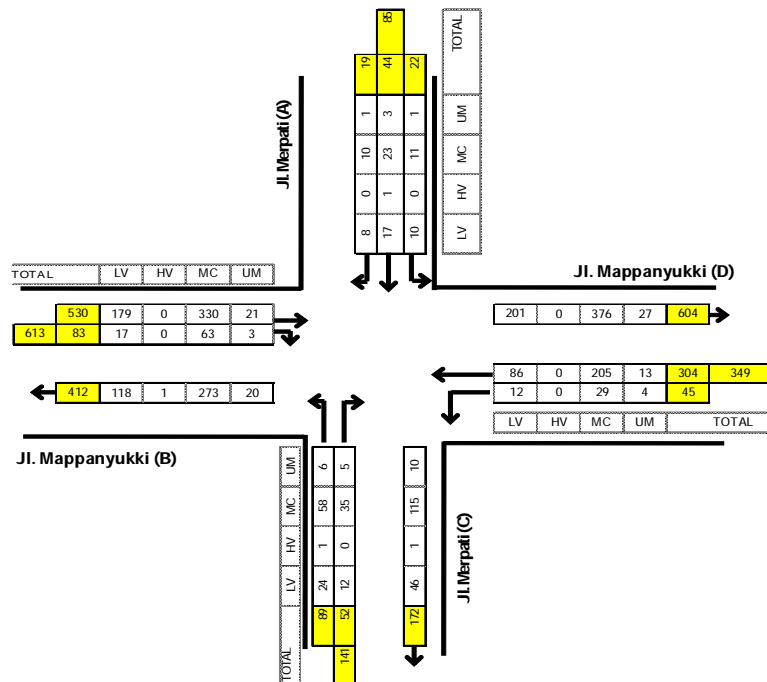 85
19 44 22
1 3 1
10 23 11
0 1 0
8 17 10
TOTAL
UM
MC
HV
LV
Jl. Merpati (A)
TOTAL LV HV MC UM
530 179 0 330 21
613 83 17 0 63 3
412 118 1 273 20
Jl. Mappanyukki (B)
Jl. Mappanyukki (D)
201 0 376 27 604
86 0 205 13 304 349
12 0 29 4 45
LV HV MC UM TOTAL
UM 6 5 10
MC 58 35 115
HV 1 0 1
LV 24 12 46
TOTAL 89 52 172
141
Jl. Merpati (C)